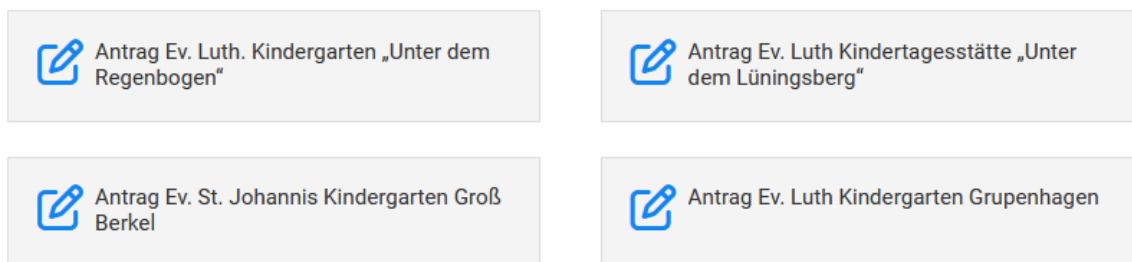 Antrag Ev. Luth. Kindergarten „Unter dem
Regenbogen“
Antrag Ev. Luth Kindertagesstätte „Unter
dem Lüningsberg“
Antrag Ev. St. Johannis Kindergarten Groß
Berkel
Antrag Ev. Luth Kindergarten Grupenhagen